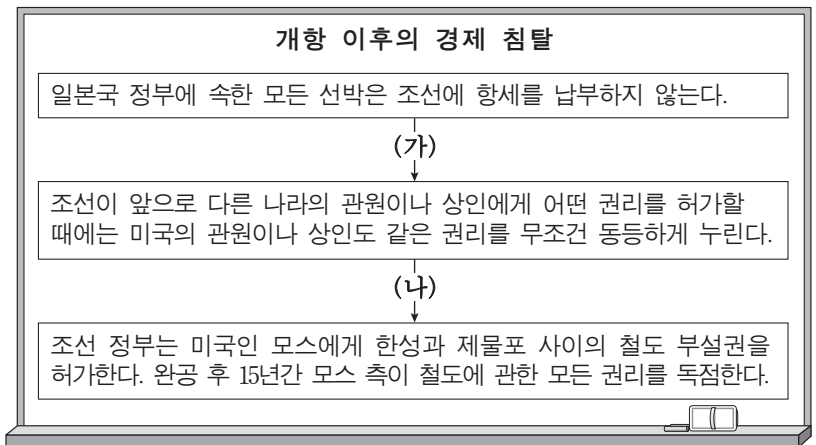 개항 이후의 경제 침탈
일본국 정부에 속한 모든 선박은 조선에 항세를 납부하지 않는다.
(가)
조선이 앞으로 다른 나라의 관원이나 상인에게 어떤 권리를 허가할
때에는 미국의 관원이나 상인도 같은 권리를 무조건 동등하게 누린다.
(나)
조선 정부는 미국인 모스에게 한성과 제물포 사이의 철도 부설권을
허가한다. 완공 후 15년간 모스 측이 철도에 관한 모든 권리를 독점한다.